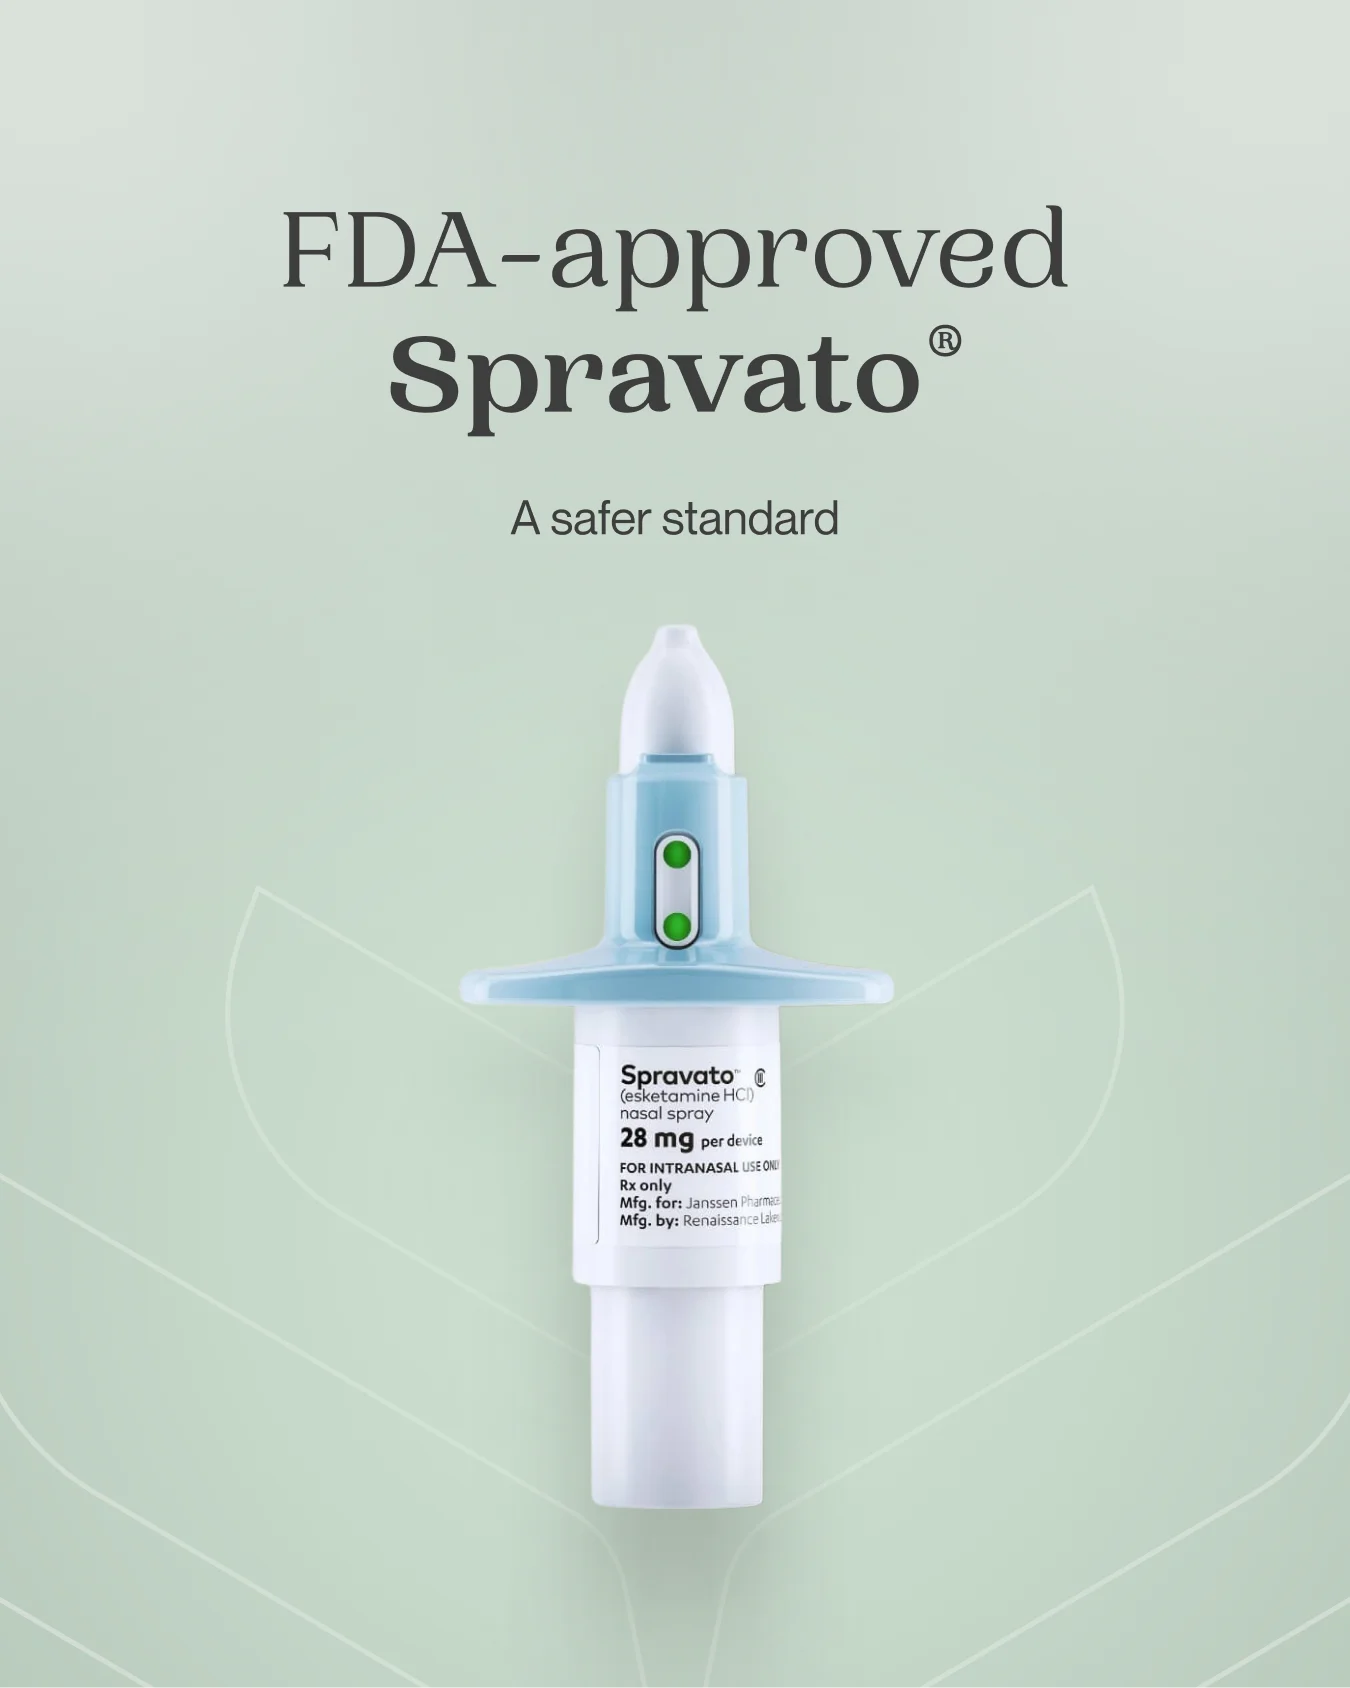 FDA-approved
Spravato®
A safer standard
Spravato™ CIII
(esketamine HCl)
nasal spray
28 mg per device
FOR INTRANASAL USE ONLY
Rx only
Mfg. for: Janssen
Mfg. by: Renaissance